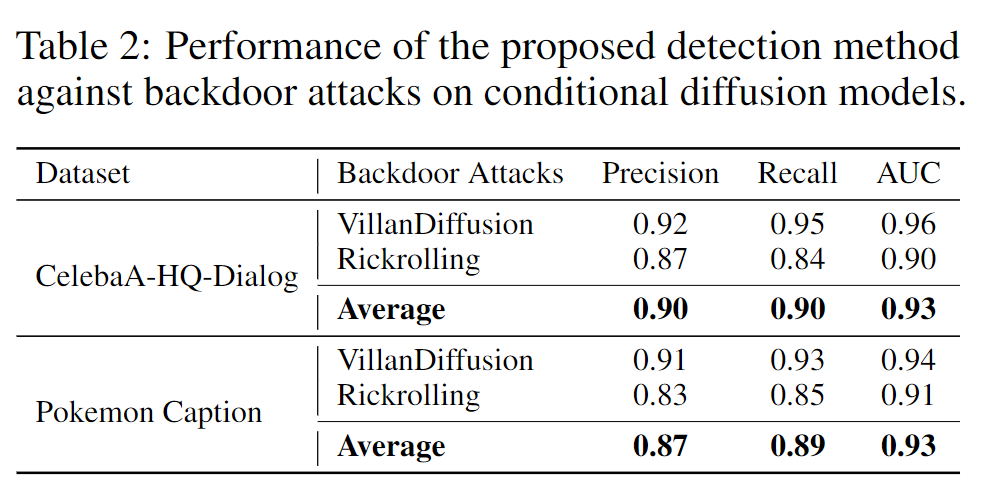 Table 2: Performance of the proposed detection method
against backdoor attacks on conditional diffusion models.
Dataset Backdoor Attacks Precision Recall AUC
CelebaA-HQ-Dialog
VillanDiffusion 0.92 0.95 0.96
Rickrolling 0.87 0.84 0.90
Average 0.90 0.90 0.93
Pokemon Caption
VillanDiffusion 0.91 0.93 0.94
Rickrolling 0.83 0.85 0.91
Average 0.87 0.89 0.93